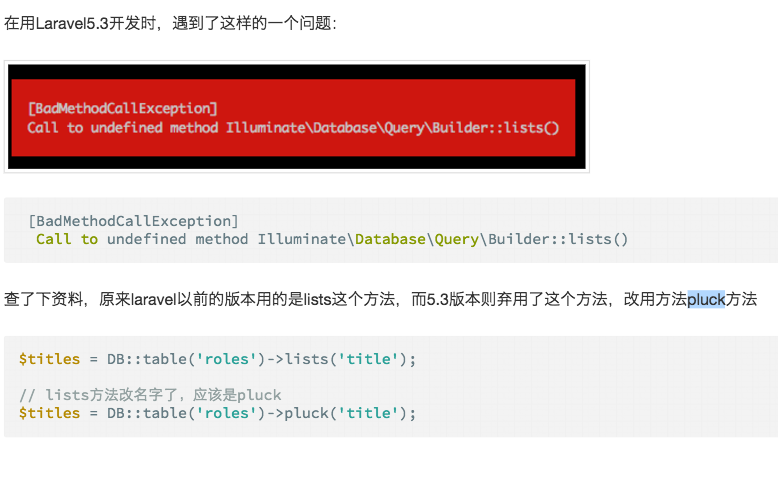 在用Laravel5.3开发时，遇到了这样的一个问题：
[BadMethodCallException]
Call to undefined method Illuminate\Database\Query\Builder::lists()
[BadMethodCallException]
Call to undefined method Illuminate\Database\Query\Builder::lists()
查了下资料，原来laravel以前的版本用的是lists这个方法，而5.3版本则弃用了这个方法，改用方法pluck方法
$titles = DB::table('roles')->lists('title');
// lists方法改名字了，应该是pluck
$titles = DB::table('roles')->pluck('title');